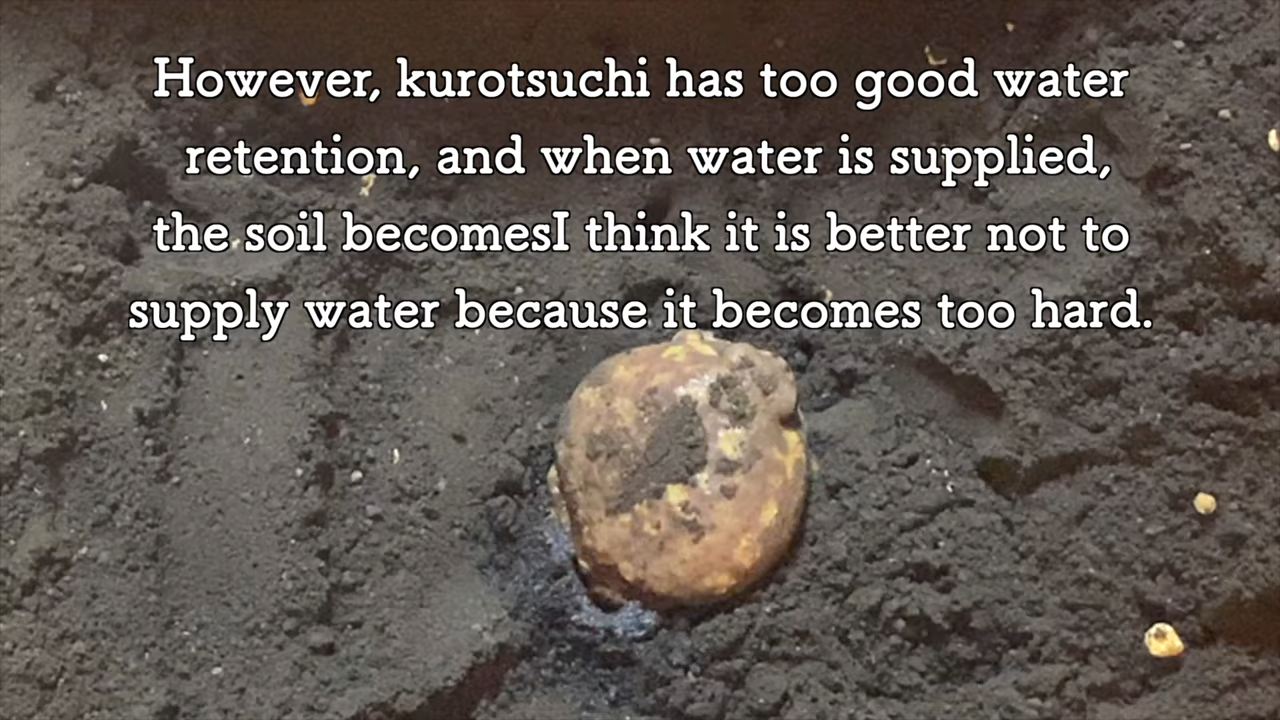 However, kurotsuchi has too good water
retention, and when water is supplied,
the soil becomesI think it is better not to
supply water because it becomes too hard.